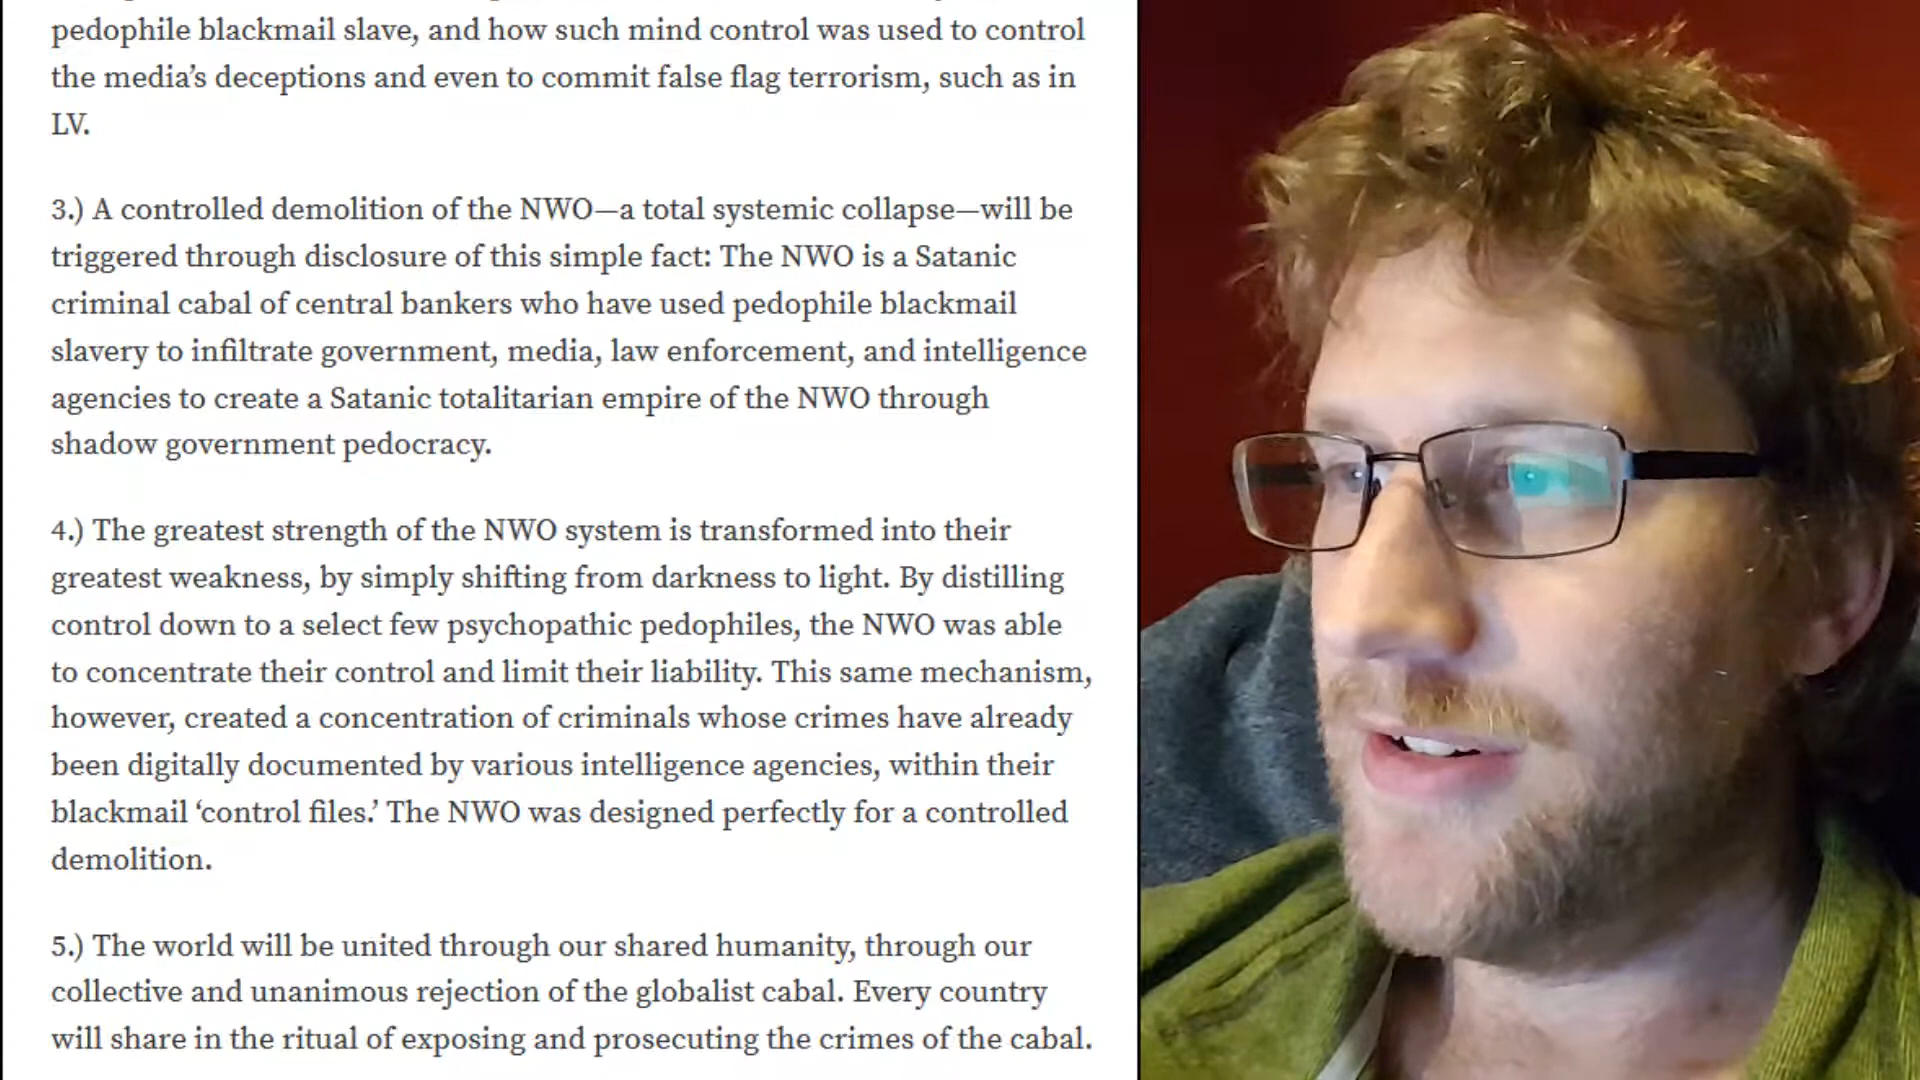 pedophile blackmail slave, and how such mind control was used to control
the media’s deceptions and even to commit false flag terrorism, such as in
LV.
3.) A controlled demolition of the NWO—a total systemic collapse—will be
triggered through disclosure of this simple fact: The NWO is a Satanic
criminal cabal of central bankers who have used pedophile blackmail
slavery to infiltrate government, media, law enforcement, and intelligence
agencies to create a Satanic totalitarian empire of the NWO through
shadow government pedocracy.
4.) The greatest strength of the NWO system is transformed into their
greatest weakness, by simply shifting from darkness to light. By distilling
control down to a select few psychopathic pedophiles, the NWO was able
to concentrate their control and limit their liability. This same mechanism,
however, created a concentration of criminals whose crimes have already
been digitally documented by various intelligence agencies, within their
blackmail ‘control files.’ The NWO was designed perfectly for a controlled
demolition.
5.) The world will be united through our shared humanity, through our
collective and unanimous rejection of the globalist cabal. Every country
will share in the ritual of exposing and prosecuting the crimes of the cabal.